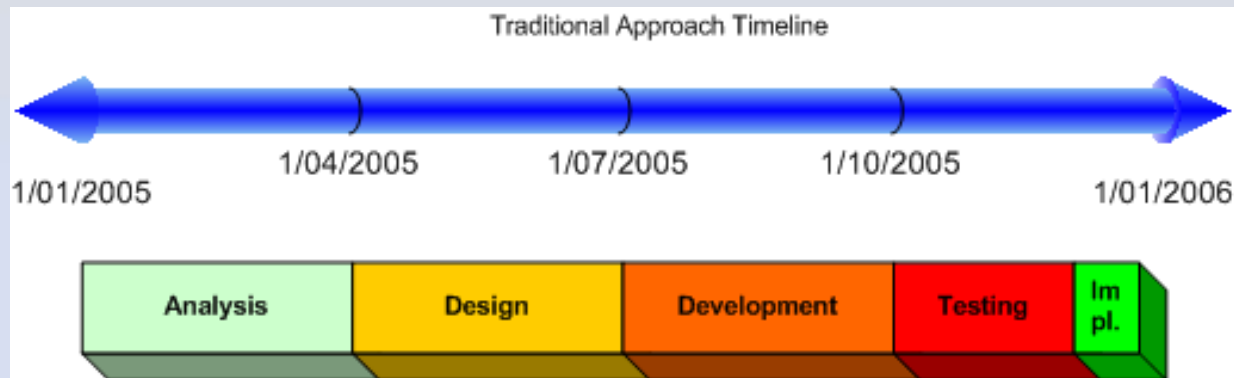 Traditional Approach Timeline
1/04/2005 1/07/2005 1/10/2005
1/01/2005 1/01/2006
Analysis Design Development Testing Im
pl.